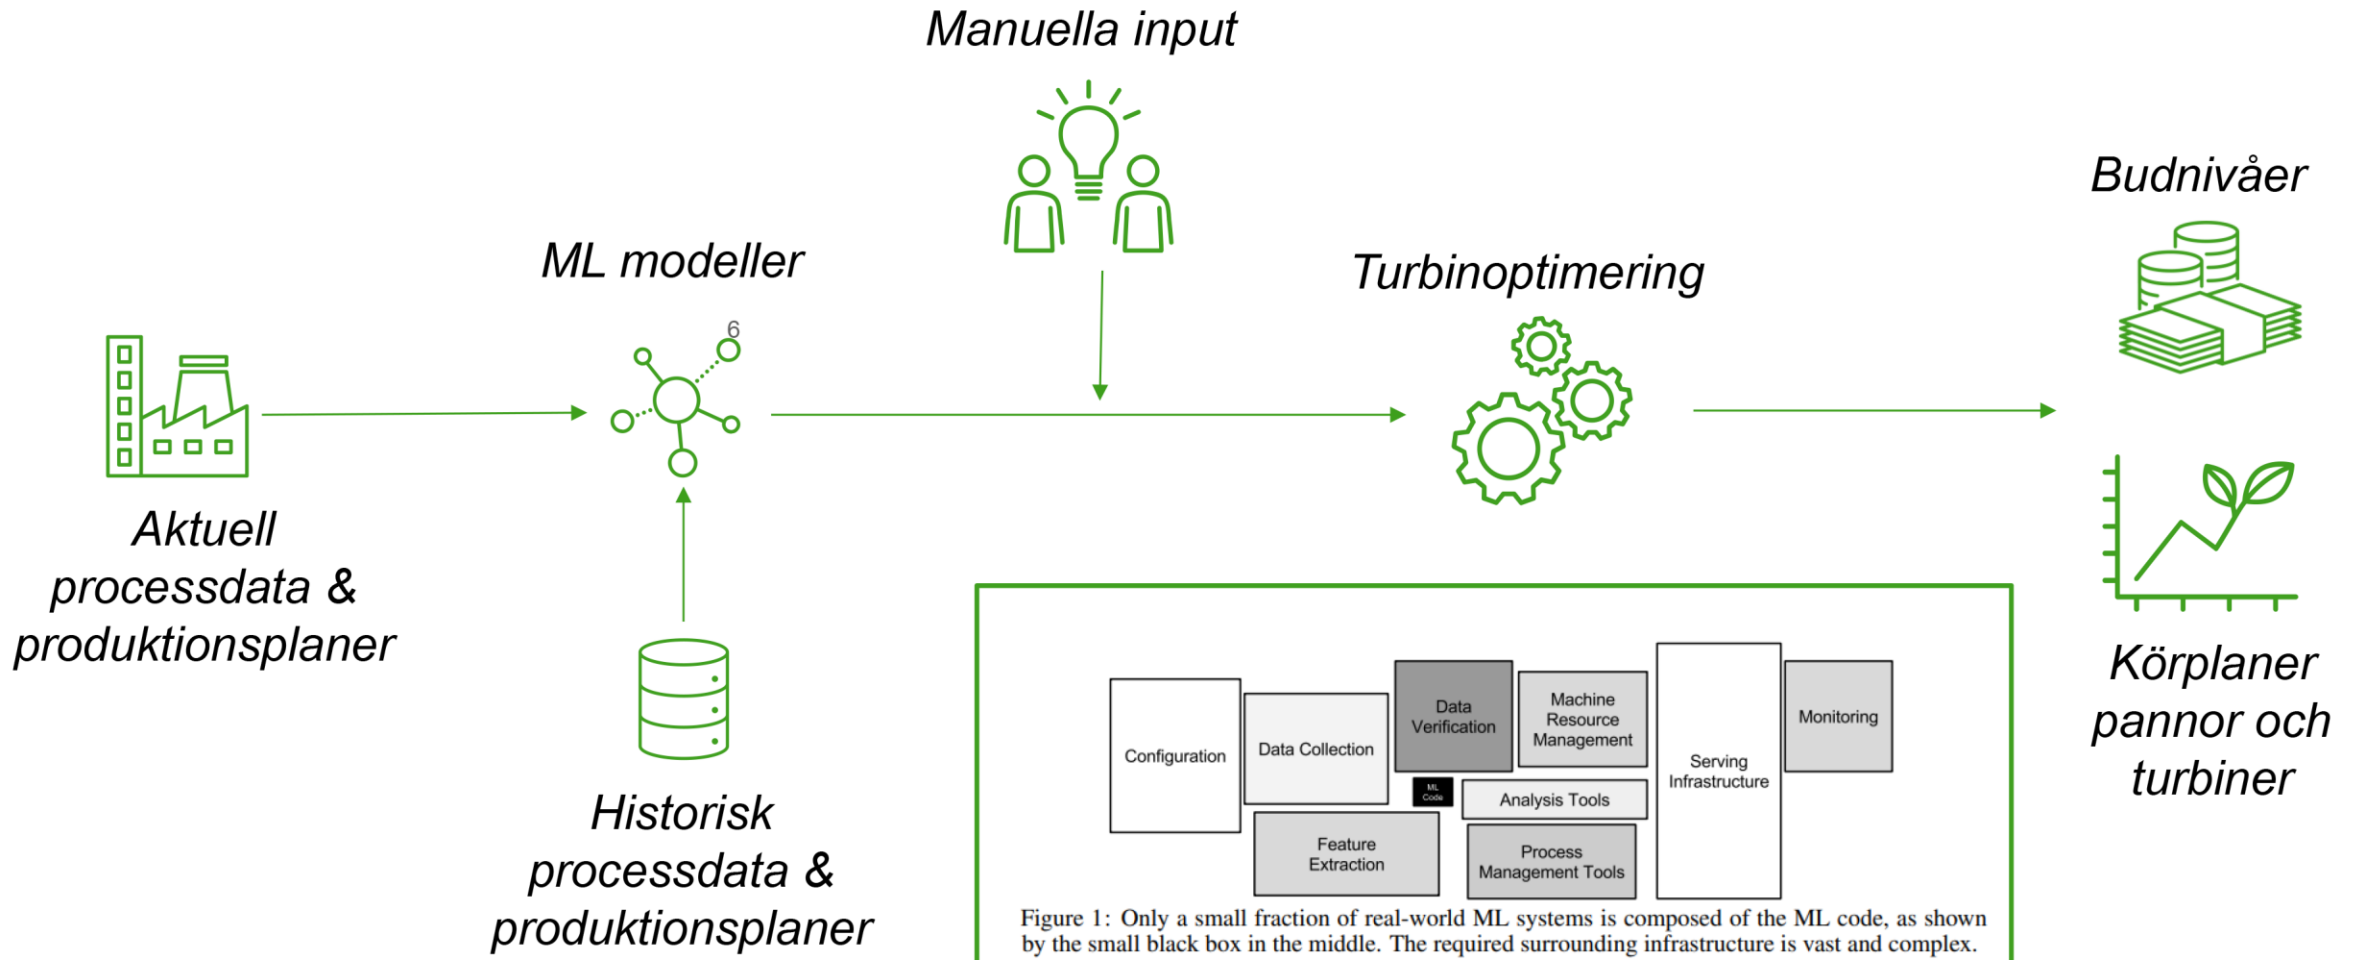 Manuella input
Budnivåer
ML modeller
Turbinoptimering
6
Aktuell
processdata &
produktionsplaner
Historisk
processdata &
produktionsplaner
Körplaner
pannor och
turbiner
Configuration
Data Collection
Data
Verification
Machine
Resource
Management
Monitoring
Serving
Infrastructure
ML
Code
Analysis Tools
Feature
Extraction
Process
Management Tools
Figure 1: Only a small fraction of real-world ML systems is composed of the ML code, as shown
by the small black box in the middle. The required surrounding infrastructure is vast and complex.